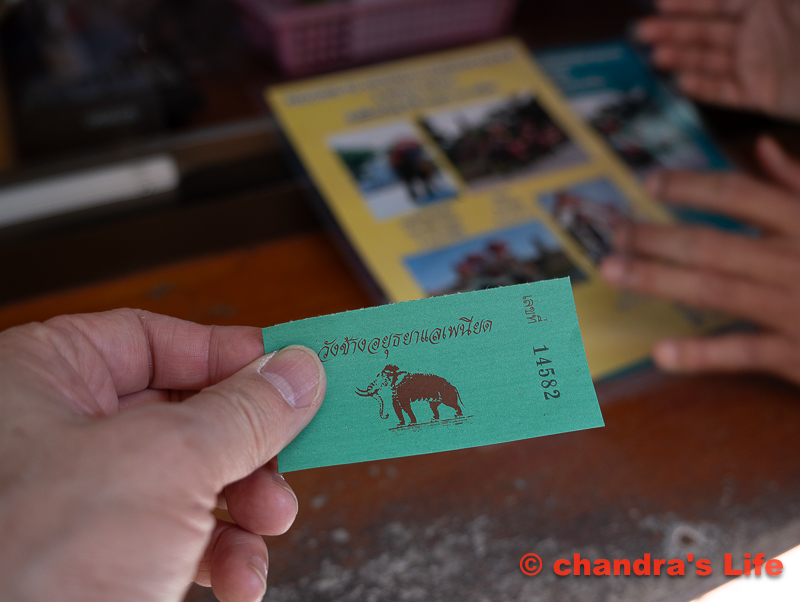 วังช้างอยุธยาแลเพนียด
เลขที่
14582
© chandra's Life